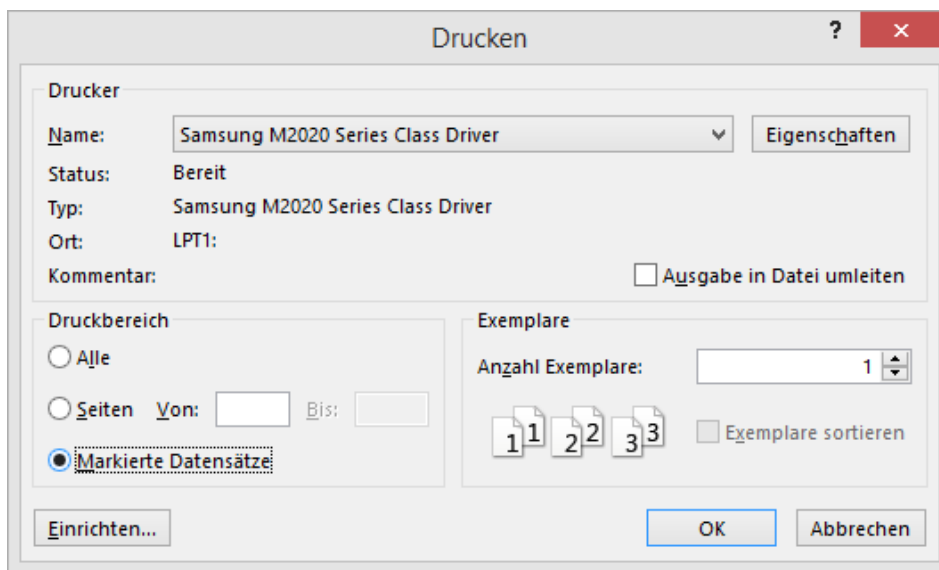 Drucken
?
×
Drucker
Name: Samsung M2020 Series Class Driver Eigenschaften
Status: Bereit
Typ: Samsung M2020 Series Class Driver
Ort: LPT1:
Kommentar: Ausgabe in Datei umleiten
Druckbereich
Alle
Seiten Von: Bis:
Markierte Datensätze
Exemplare
Anzahl Exemplare: 1
1 1 2 2 3 3
Exemplare sortieren
Einrichten... OK Abbrechen